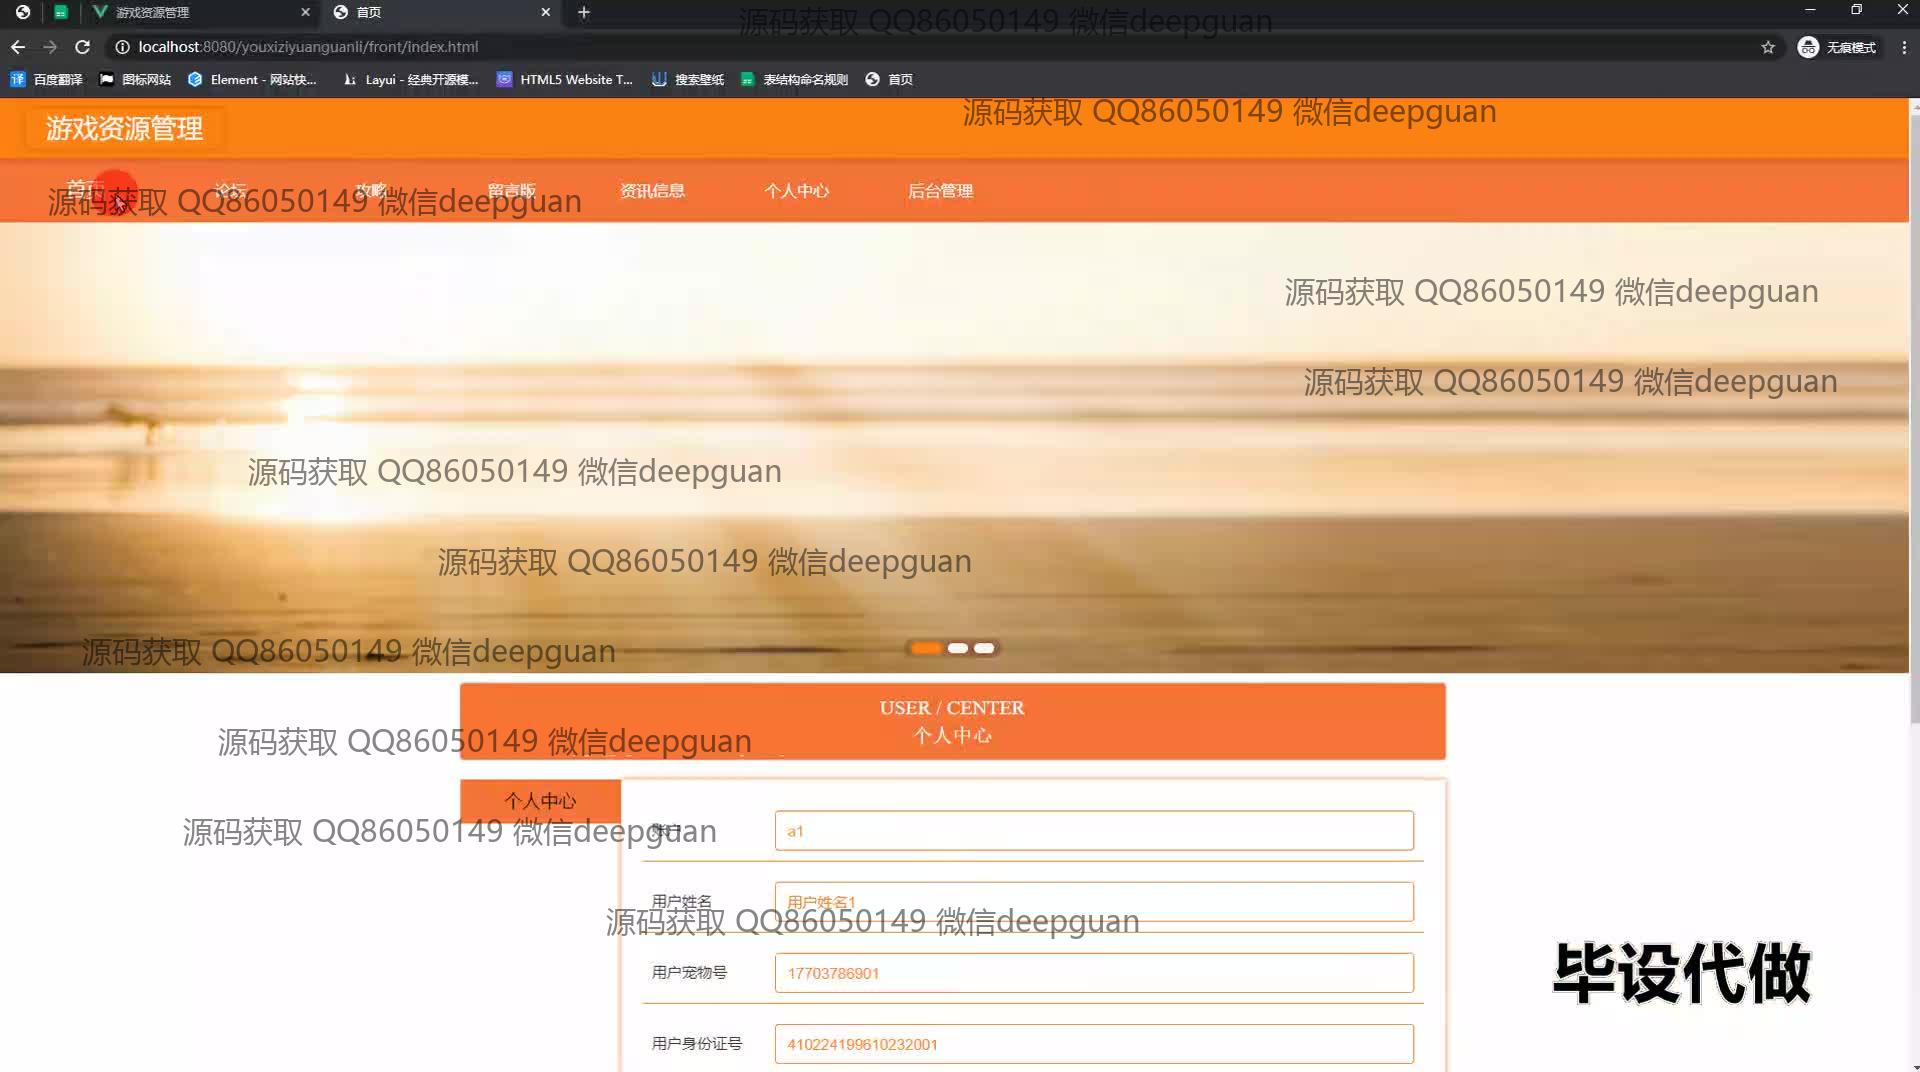 游戏资源管理
首页
源码获取 QQ86050149 微信deepguan
localhost:8080/youxiziyuanguanli/front/index.html
无痕模式
百度翻译
图标网站
Element - 网站快...
Layui - 经典开源模...
HTML5 Website T...
搜索壁纸
表结构命名规则
首页
游戏资源管理
源码获取 QQ86050149 微信deepguan
首页
论坛
攻略
留言版
资讯信息
个人中心
后台管理
源码获取 QQ86050149 微信deepguan
源码获取 QQ86050149 微信deepguan
源码获取 QQ86050149 微信deepguan
源码获取 QQ86050149 微信deepguan
源码获取 QQ86050149 微信deepguan
源码获取 QQ86050149 微信deepguan
USER / CENTER
个人中心
源码获取 QQ86050149 微信deepguan
个人中心
源码获取 QQ86050149 微信deepguan
账户
a1
用户姓名
用户姓名1
源码获取 QQ86050149 微信deepguan
用户宠物号
17703786901
毕设代做
用户身份证号
410224199610232001